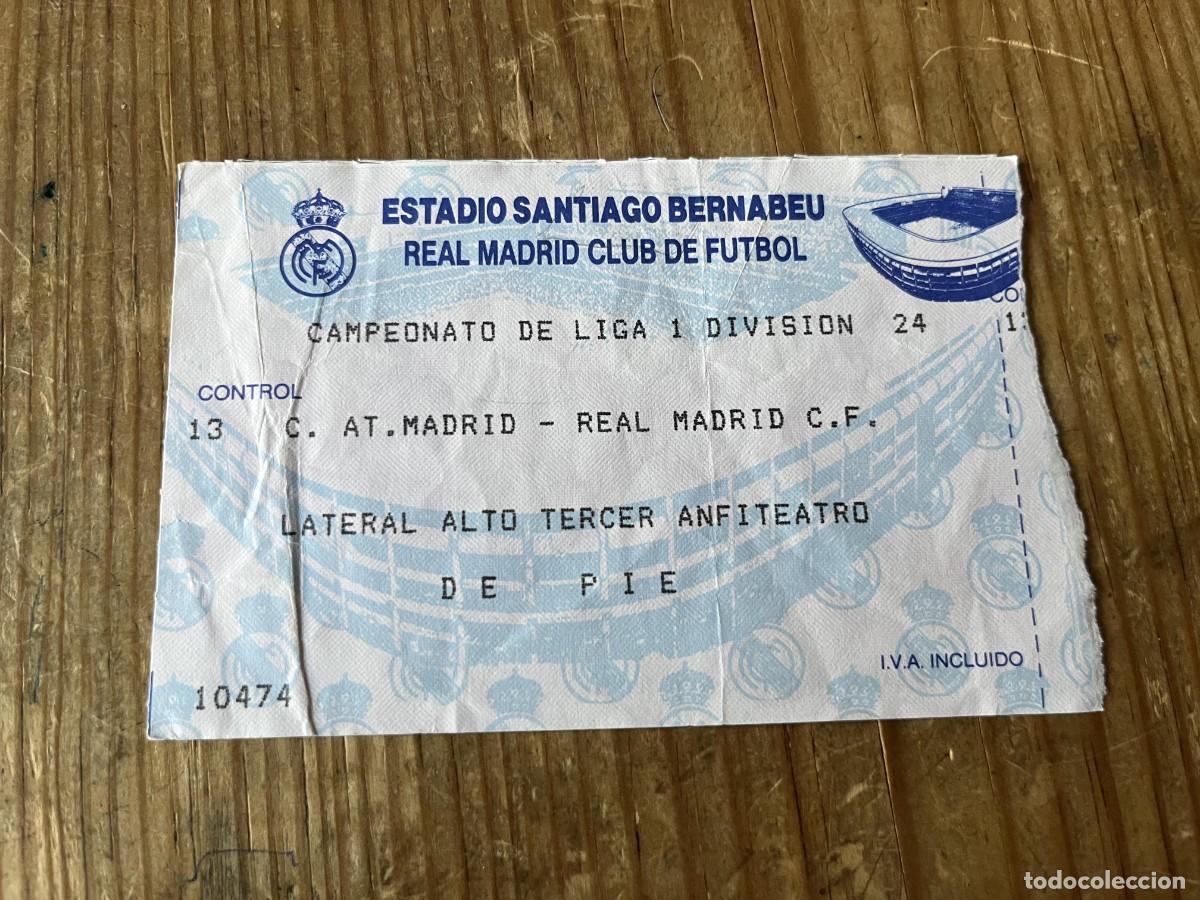 ESTADIO SANTIAGO BERNABEU
REAL MADRID CLUB DE FUTBOL
CAMPEONATO DE LIGA 1 DIVISION 24
CONTROL
13 C. AT.MADRID - REAL MADRID C.F.
LATERAL ALTO TERCER ANFITEATRO
DE PIE
I.V.A. INCLUIDO
10474
todocoleccion